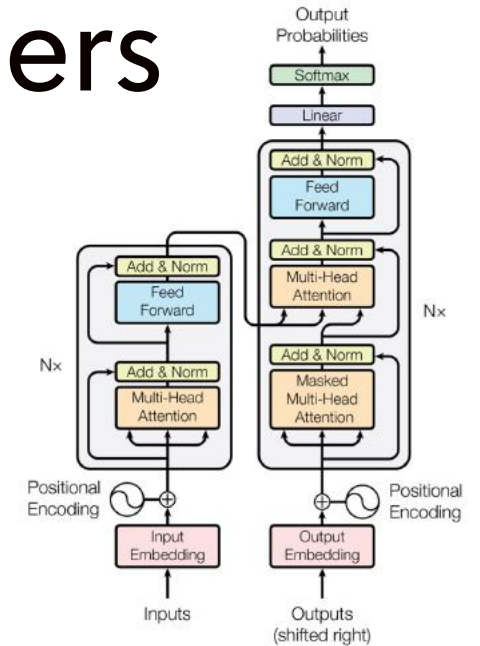 ers
Output
Probabilities
Softmax
Linear
Add & Norm
Feed
Forward
Add & Norm
Multi-Head
Attention
Nx
Add & Norm
Masked
Multi-Head
Attention
Add & Norm
Feed
Forward
Nx
Add & Norm
Multi-Head
Attention
Positional
Encoding
Positional
Encoding
Input
Embedding
Output
Embedding
Inputs
Outputs
(shifted right)